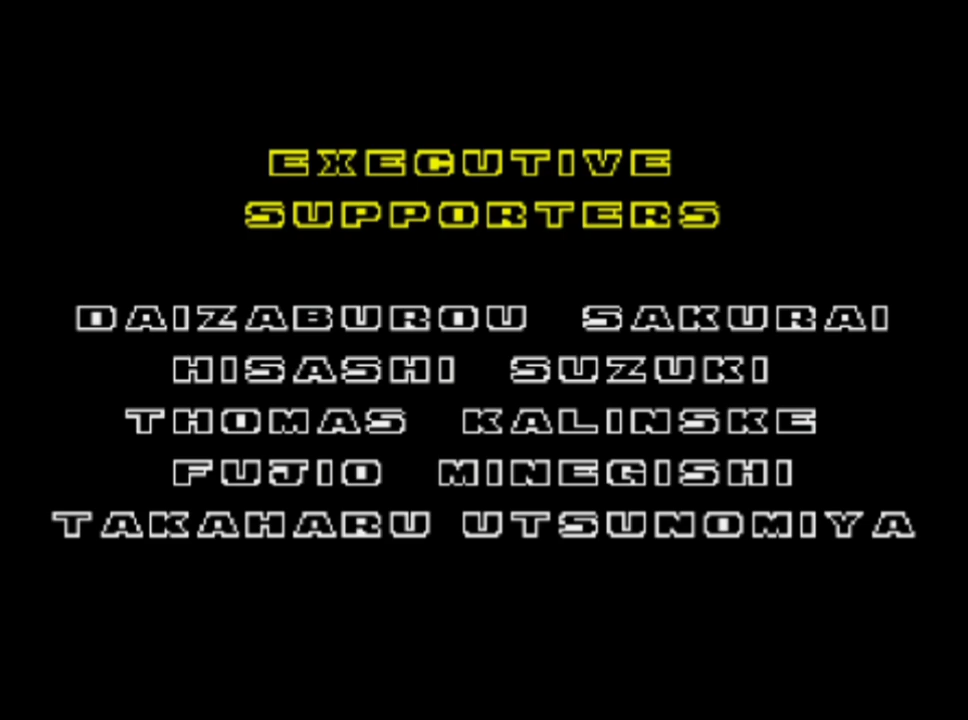 EXECUTIVE
SUPPORTERS
DAIZABUROU SAKURAI
HISASHI SUZUKI
THOMAS KALINSKE
FUJIO MINEGISHI
TAKAHARU UTSUNOMIYA